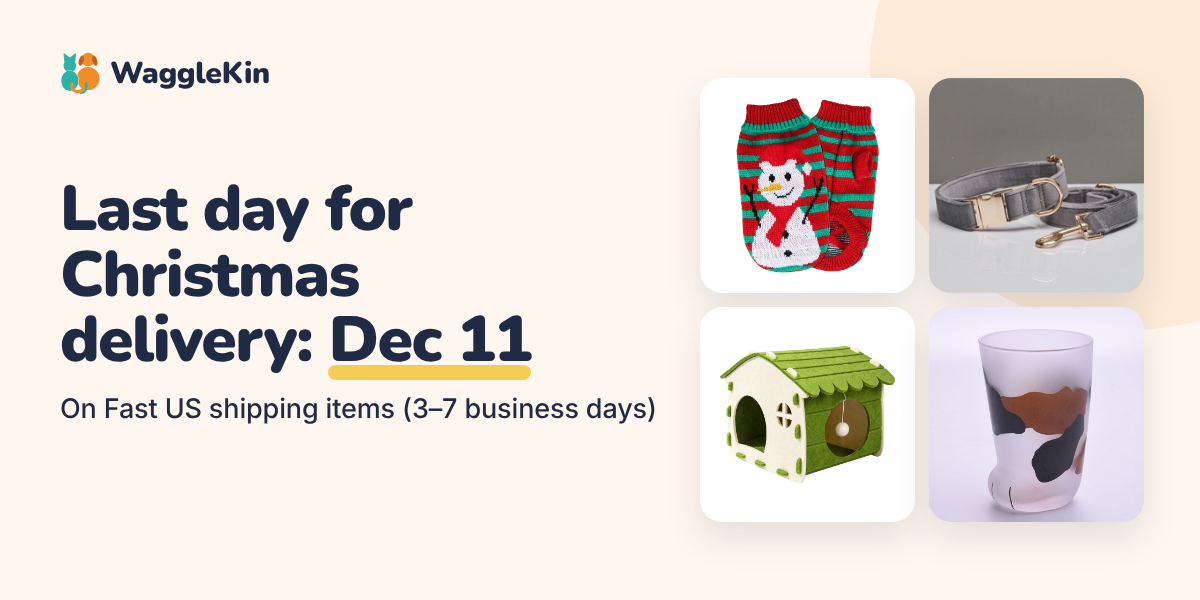 WaggleKin
Last day for
Christmas
delivery: Dec 11
On Fast US shipping items (3–7 business days)